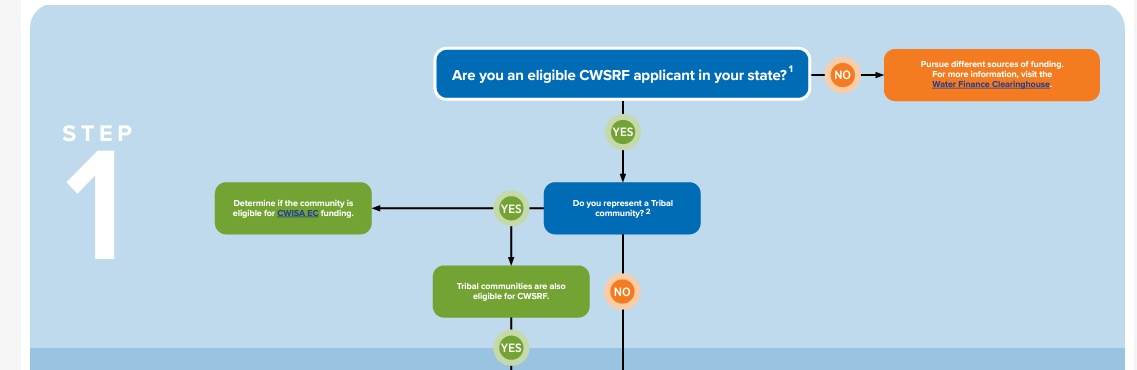 Are you an eligible CWSRF applicant in your state? 1
NO
Pursue different sources of funding.
For more information, visit the
Water Finance Clearinghouse.
YES
STEP
1
Determine if the community is
eligible for CWISA EC funding.
YES
Do you represent a Tribal
community? 2
Tribal communities are also
eligible for CWSRF.
NO
YES